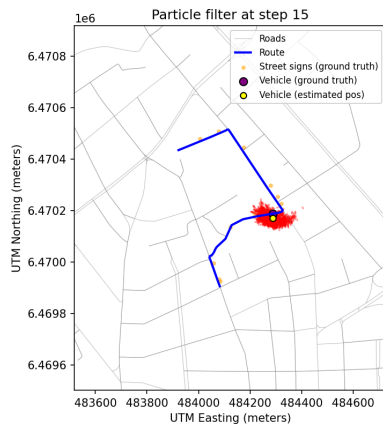 Particle filter at step 15
1e6
Roads
Route
Street signs (ground truth)
Vehicle (ground truth)
Vehicle (estimated pos)
6.4708
6.4706
6.4704
6.4702
6.4700
6.4698
6.4696
UTM Northing (meters)
483600 483800 484000 484200 484400 484600
UTM Easting (meters)